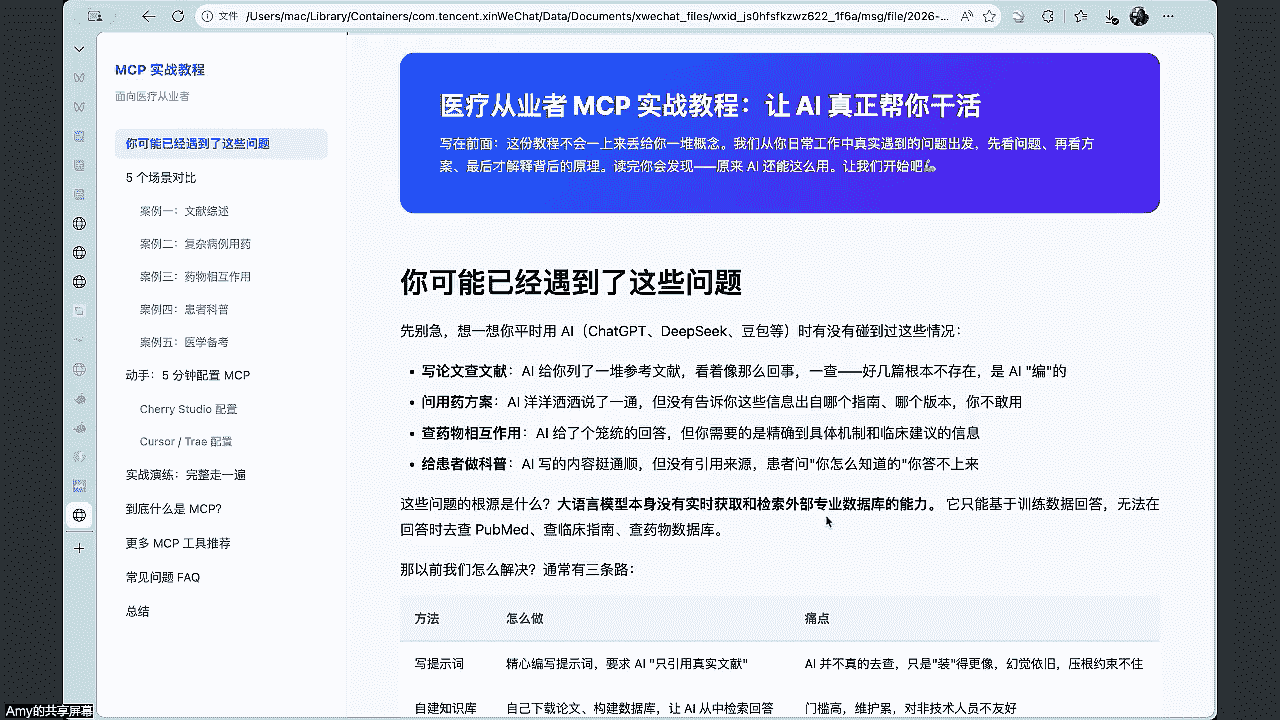 文件 /Users/mac/Library/Containers/com.tencent.xinWeChat/Data/Documents/xwechat_files/wxid_js0hfsfkzwz622_1f6a/msg/file/2026-...
MCP 实战教程
面向医疗从业者
你可能已经遇到了这些问题
5 个场景对比
案例一：文献综述
案例二：复杂病例用药
案例三：药物相互作用
案例四：患者科普
案例五：医学备考
动手：5 分钟配置 MCP
Cherry Studio 配置
Cursor / Trae 配置
实战演练：完整走一遍
到底什么是 MCP?
更多 MCP 工具推荐
常见问题 FAQ
总结
医疗从业者 MCP 实战教程：让 AI 真正帮你干活
写在前面：这份教程不会一上来丢给你一堆概念。我们从你日常工作中真实遇到的问题出发，先看问题、再看方
案、最后才解释背后的原理。读完你会发现——原来 AI 还能这么用。让我们开始吧💪
你可能已经遇到了这些问题
先别急，想一想你平时用 AI（ChatGPT、DeepSeek、豆包等）时有没有碰到过这些情况：
• 写论文查文献：AI 给你列了一堆参考文献，看着像那么回事，一查——好几篇根本不存在，是 AI "编"的
• 问用药方案：AI 洋洋洒洒说了一通，但没有告诉你这些信息出自哪个指南、哪个版本，你不敢用
• 查药物相互作用：AI 给了个笼统的回答，但你需要的是精确到具体机制和临床建议的信息
• 给患者做科普：AI 写的内容挺通顺，但没有引用来源，患者问"你怎么知道的"你答不上来
这些问题的根源是什么？大语言模型本身没有实时获取和检索外部专业数据库的能力。它只能基于训练数据回答，无法在
回答时去查 PubMed、查临床指南、查药物数据库。
那以前我们怎么解决？通常有三条路：
方法 怎么做 痛点
写提示词 精心编写提示词，要求 AI "只引用真实文献" AI 并不真的去查，只是"装"得更像，幻觉依旧，压根约束不住
自建知识库 自己下载论文、构建数据库，让 AI 从中检索回答 门槛高，维护累，对非技术人员不友好
Amy的共享屏幕